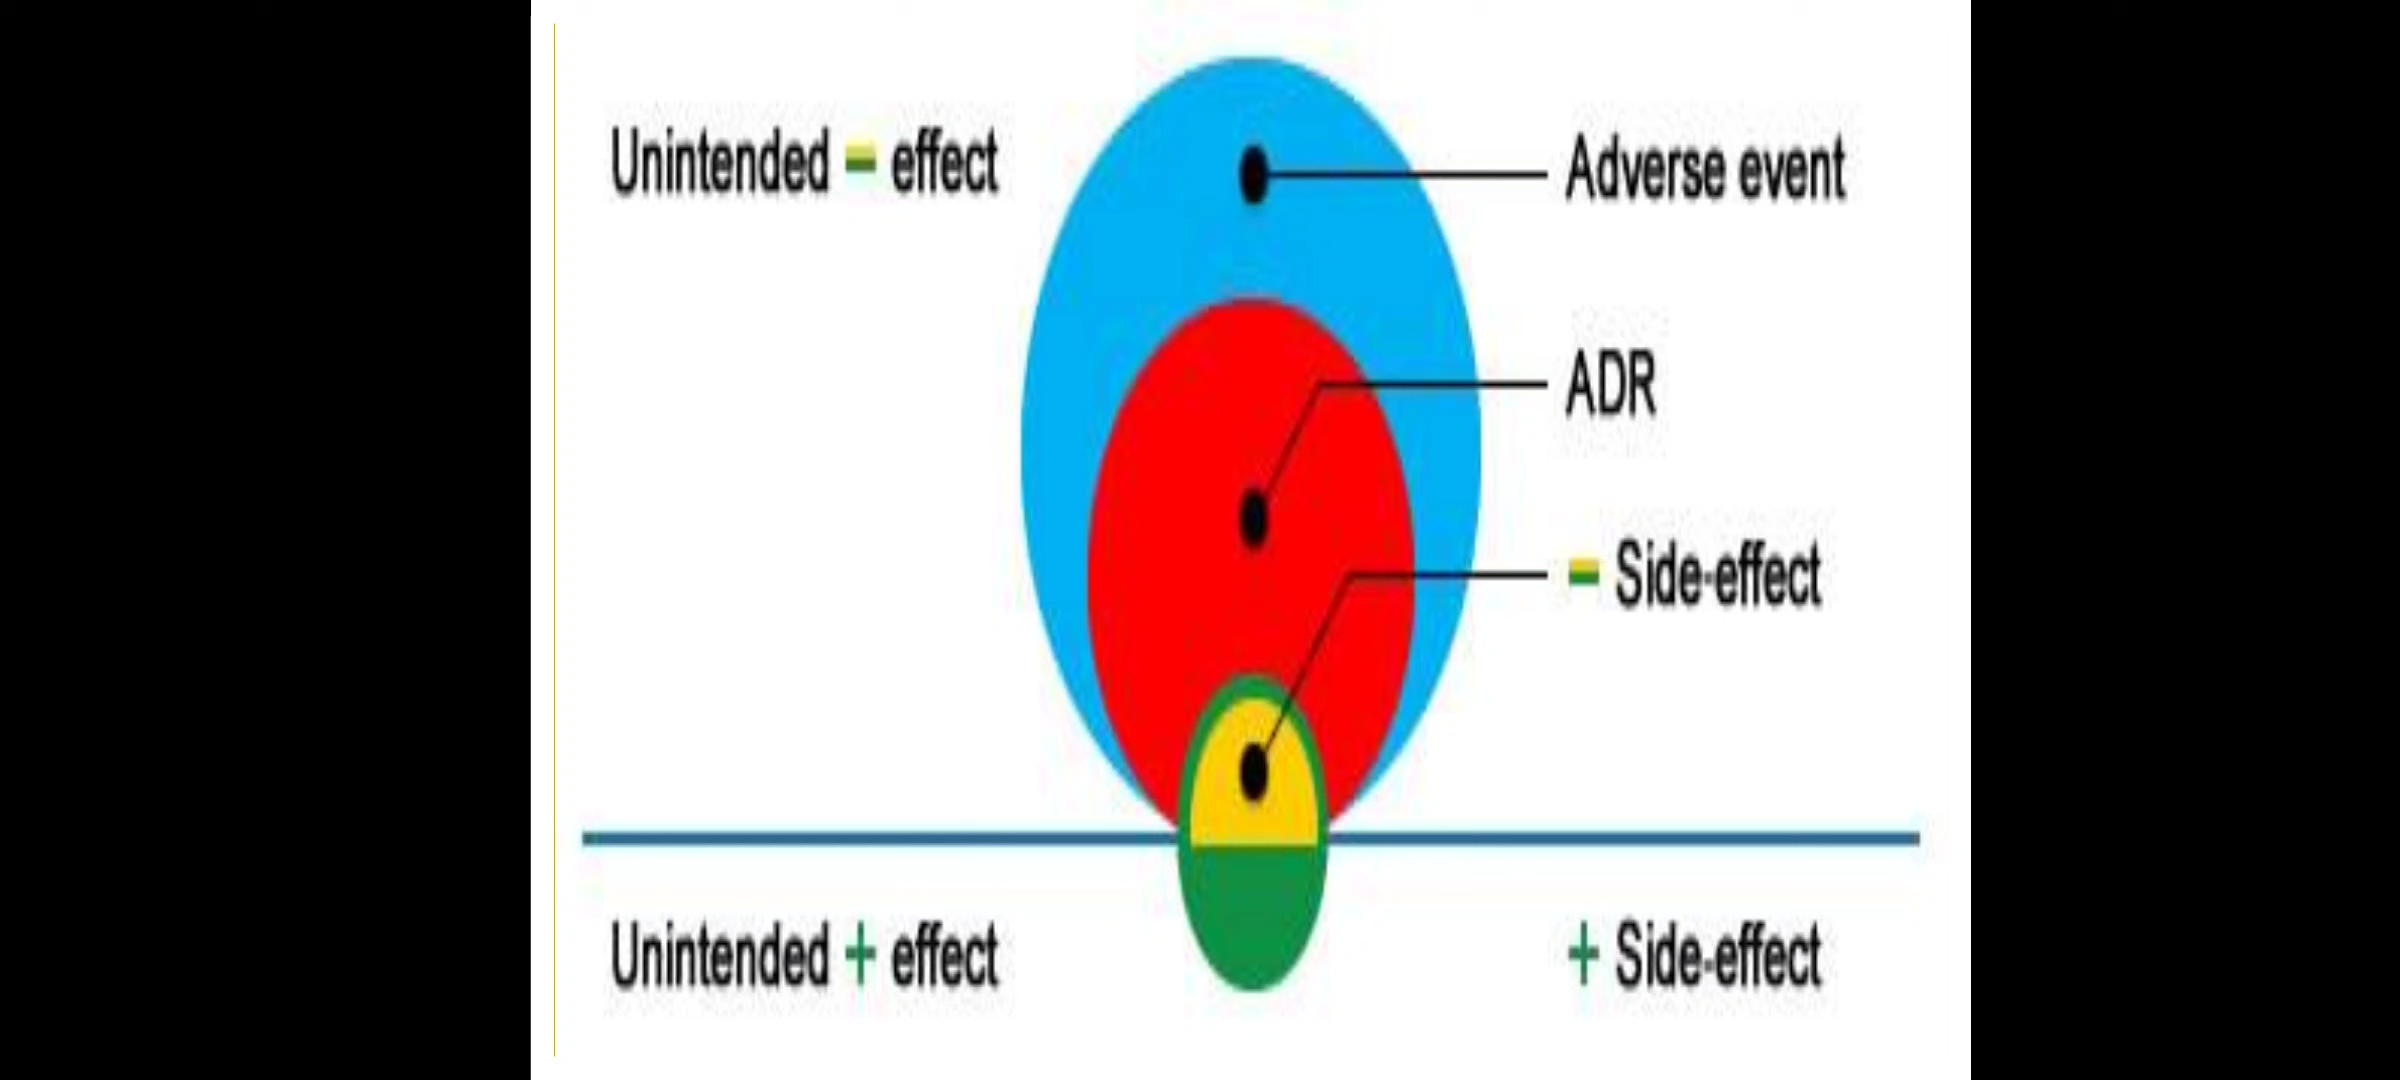 Unintended - effect
Adverse event
ADR
- Side-effect
Unintended + effect
+ Side-effect